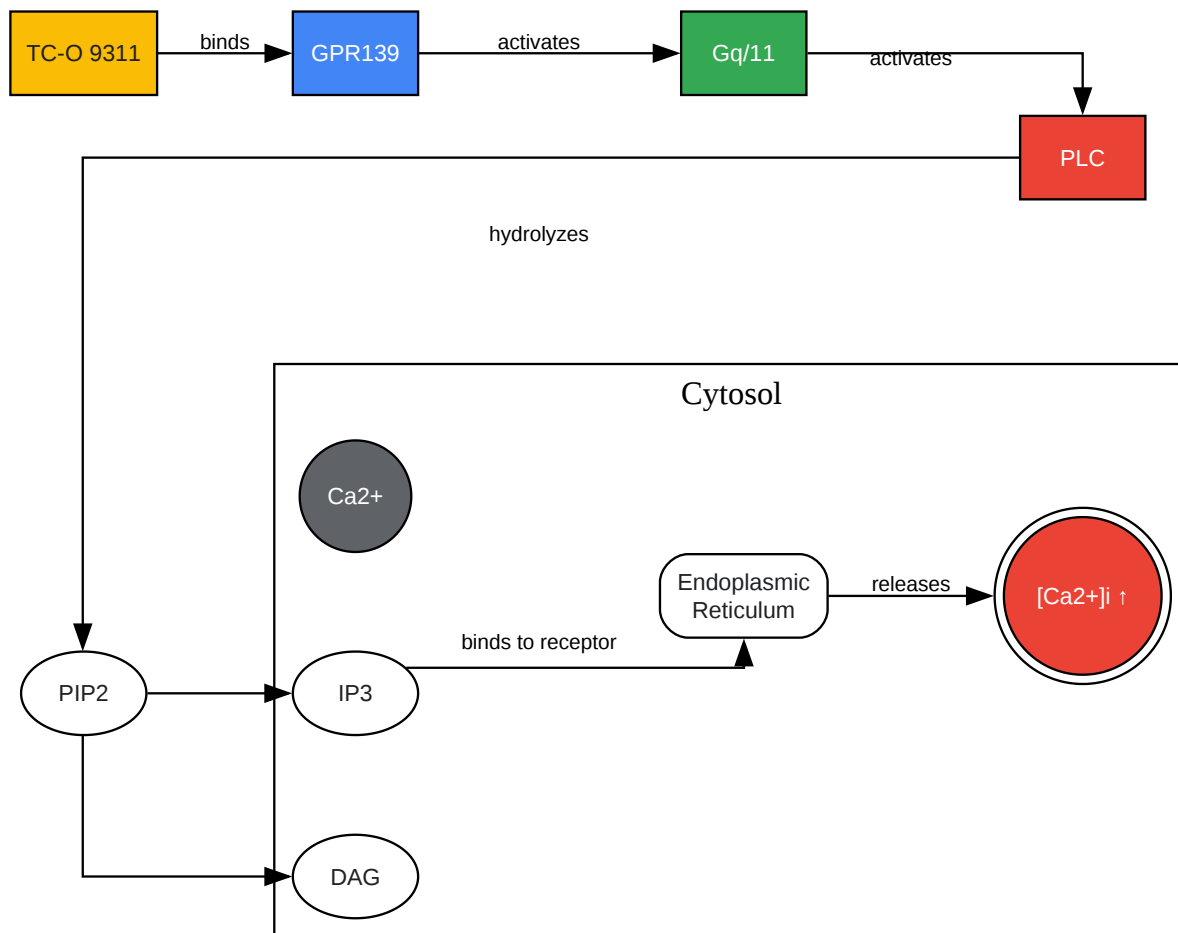 TC-O 9311
binds
GPR139
activates
Gq/11
activates
PLC
hydrolyzes
Cytosol
Ca2+
Endoplasmic
Reticulum
releases
[Ca2+]i ↑
binds to receptor
PIP2
IP3
DAG